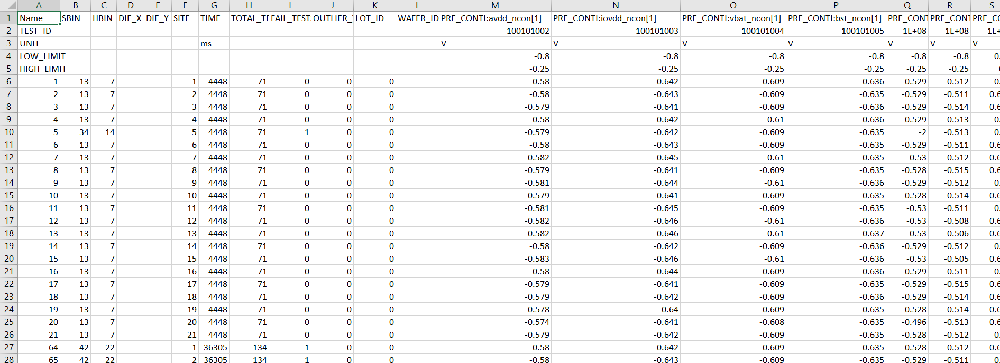 A B C D E F G H I J K L M N O P Q R S
1 Name SBIN HBIN DIE_X DIE_Y SITE TIME TOTAL_TE FAIL_TEST OUTLIER_ LOT_ID WAFER_ID PRE_CONTI:avdd_ncon[1] PRE_CONTI:iovdd_ncon[1] PRE_CONTI:vbat_ncon[1] PRE_CONTI:bst_ncon[1] PRE_CONT PRE_CONT PRE_CO
2 TEST_ID 100101002 100101003 100101004 100101005 1E+08 1E+08 1E+
3 UNIT ms V V V V V V V
4 LOW_LIMIT -0.8 -0.8 -0.8 -0.8 -0.8 -0.8 0.
5 HIGH_LIMIT -0.25 -0.25 -0.25 -0.25 -0.25 -0.25
6 1 13 7 1 4448 71 0 0 0 -0.58 -0.642 -0.609 -0.636 -0.529 -0.512 0.
7 2 13 7 2 4448 71 0 0 0 -0.58 -0.643 -0.609 -0.635 -0.529 -0.511 0.6
8 3 13 7 3 4448 71 0 0 0 -0.579 -0.641 -0.609 -0.636 -0.529 -0.514 0.6
9 4 13 7 4 4448 71 0 0 0 -0.58 -0.642 -0.61 -0.636 -0.529 -0.513 0.
10 5 34 14 5 4448 71 1 0 0 -0.579 -0.642 -0.609 -0.635 -2 -0.513 0.
11 6 13 7 6 4448 71 0 0 0 -0.58 -0.643 -0.609 -0.635 -0.529 -0.511 0.6
12 7 13 7 7 4448 71 0 0 0 -0.582 -0.645 -0.61 -0.635 -0.53 -0.512 0.6
13 8 13 7 8 4448 71 0 0 0 -0.579 -0.641 -0.609 -0.635 -0.528 -0.515 0.6
14 9 13 7 9 4448 71 0 0 0 -0.581 -0.644 -0.61 -0.636 -0.529 -0.512 0.
15 10 13 7 10 4448 71 0 0 0 -0.579 -0.641 -0.609 -0.635 -0.528 -0.514 0.6
16 11 13 7 11 4448 71 0 0 0 -0.581 -0.645 -0.609 -0.635 -0.53 -0.511 0.
17 12 13 7 12 4448 71 0 0 0 -0.582 -0.646 -0.61 -0.636 -0.53 -0.508 0.6
18 13 13 7 13 4448 71 0 0 0 -0.582 -0.646 -0.61 -0.637 -0.53 -0.506 0.6
19 14 13 7 14 4448 71 0 0 0 -0.58 -0.642 -0.609 -0.636 -0.529 -0.512 0.
20 15 13 7 15 4448 71 0 0 0 -0.583 -0.646 -0.61 -0.636 -0.53 -0.505 0.6
21 16 13 7 16 4448 71 0 0 0 -0.58 -0.644 -0.609 -0.636 -0.529 -0.511 0.
22 17 13 7 17 4448 71 0 0 0 -0.579 -0.641 -0.609 -0.635 -0.529 -0.515 0.6
23 18 13 7 18 4448 71 0 0 0 -0.579 -0.642 -0.609 -0.636 -0.529 -0.514 0.6
24 19 13 7 19 4448 71 0 0 0 -0.578 -0.64 -0.609 -0.635 -0.528 -0.514 0.6
25 20 13 7 20 4448 71 0 0 0 -0.574 -0.641 -0.608 -0.635 -0.496 -0.513 0.6
26 21 13 7 21 4448 71 0 0 0 -0.579 -0.642 -0.609 -0.635 -0.528 -0.512 0.
27 64 42 22 1 36305 134 1 0 0 -0.58 -0.642 -0.609 -0.635 -0.528 -0.512 0.6
28 65 42 22 2 36305 134 1 0 0 -0.58 -0.643 -0.609 -0.635 -0.529 -0.511 0.